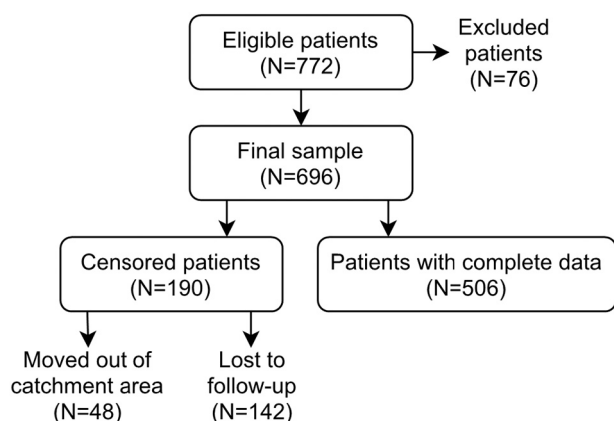 Eligible patients
(N=772)
Excluded
patients
(N=76)
Final sample
(N=696)
Censored patients
(N=190)
Patients with complete data
(N=506)
Moved out of
catchment area
(N=48)
Lost to
follow-up
(N=142)